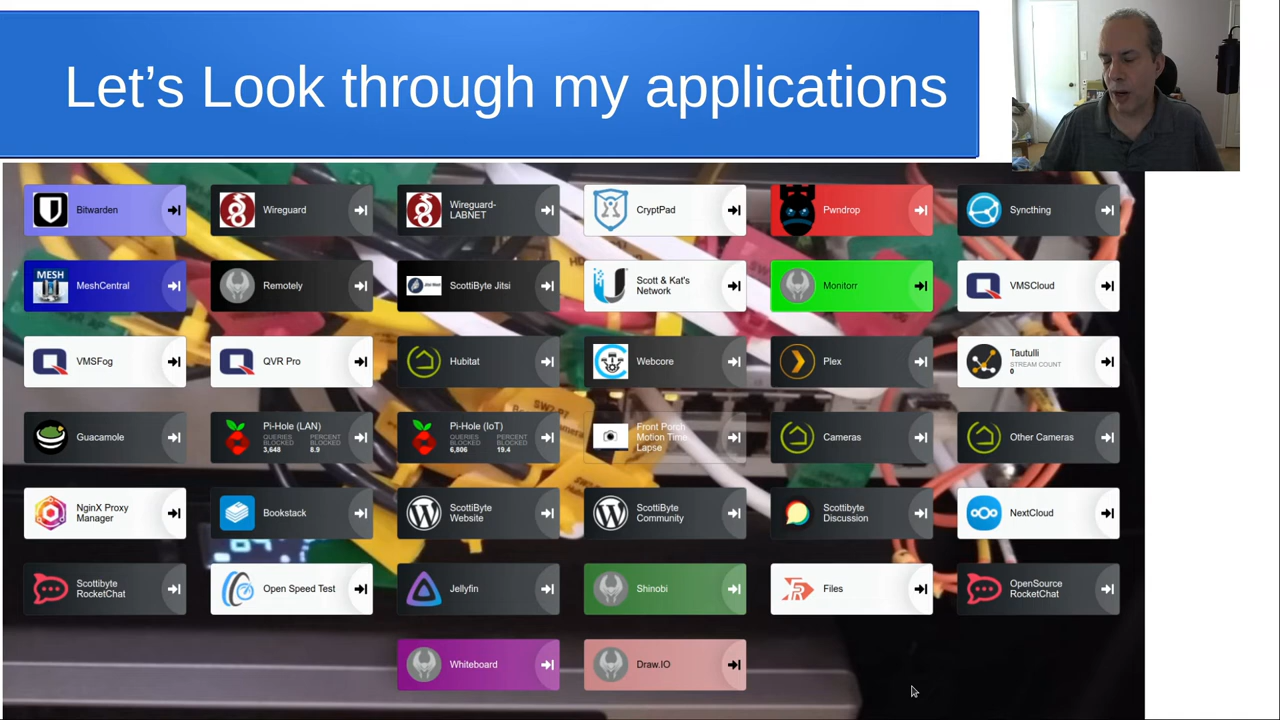 Let's Look through my applications
Bitwarden
Wireguard
Wireguard-
LABNET
CryptPad
Pwndrop
Syncthing
MESH
MeshCentral
Remotely
ScottiByte Jitsi
Scott & Kat's
Network
Monitorr
VMSCloud
VMSFog
QVR Pro
Hubitat
Webcore
Plex
Tautulli
STREAM COUNT
0
Guacamole
Pi-Hole (LAN)
QUERIES BLOCKED PERCENT BLOCKED
3,648 8.9
Pi-Hole (IoT)
QUERIES BLOCKED PERCENT BLOCKED
6,806 19.4
Front Porch
Motion Time
Lapse
Cameras
Other Cameras
NginX Proxy
Manager
Bookstack
ScottiByte
Website
ScottiByte
Community
Scottibyte
Discussion
NextCloud
Scottibyte
RocketChat
Open Speed Test
Jellyfin
Shinobi
Files
OpenSource
RocketChat
Whiteboard
Draw.IO